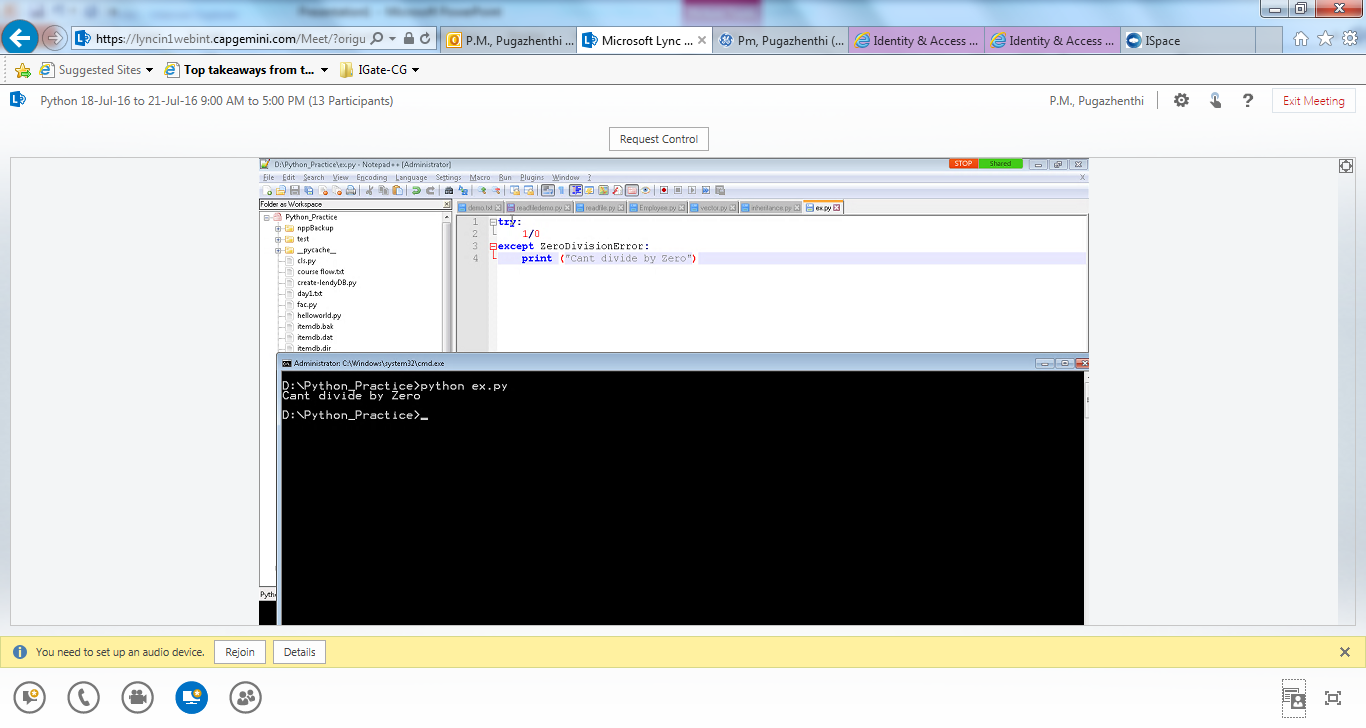 Presentation1 - Microsoft PowerPoint
https://lyncin1webint.capgemini.com/Meet/?origu
P.M., Pugazhenthi ...
Microsoft Lync ...
Pm, Pugazhenthi (...
Identity & Access ...
Identity & Access ...
ISpace
Suggested Sites
Top takeaways from t...
IGate-CG
Python 18-Jul-16 to 21-Jul-16 9:00 AM to 5:00 PM (13 Participants)
P.M., Pugazhenthi
?
Exit Meeting
Request Control
D:\Python_Practice\ex.py - Notepad++ [Administrator]
STOP
Shared
File Edit Search View Encoding Language Settings Macro Run Plugins Window ?
X
Folder as Workspace
demo.txt
readfiledemo.py
readfile.py
Employee.py
vector.py
inheritance.py
ex.py
Python_Practice
nppBackup
test
__pycache__
cls.py
course flow.txt
create-lendyDB.py
day1.txt
fac.py
helloworld.py
itemdb.bak
itemdb.dat
itemdb.dir
1 try:
2 1/0
3 except ZeroDivisionError:
4 print ("Cant divide by Zero")
Administrator: C:\Windows\system32\cmd.exe
D:\Python_Practice>python ex.py
Cant divide by Zero
D:\Python_Practice>_
Pyth
You need to set up an audio device.
Rejoin
Details